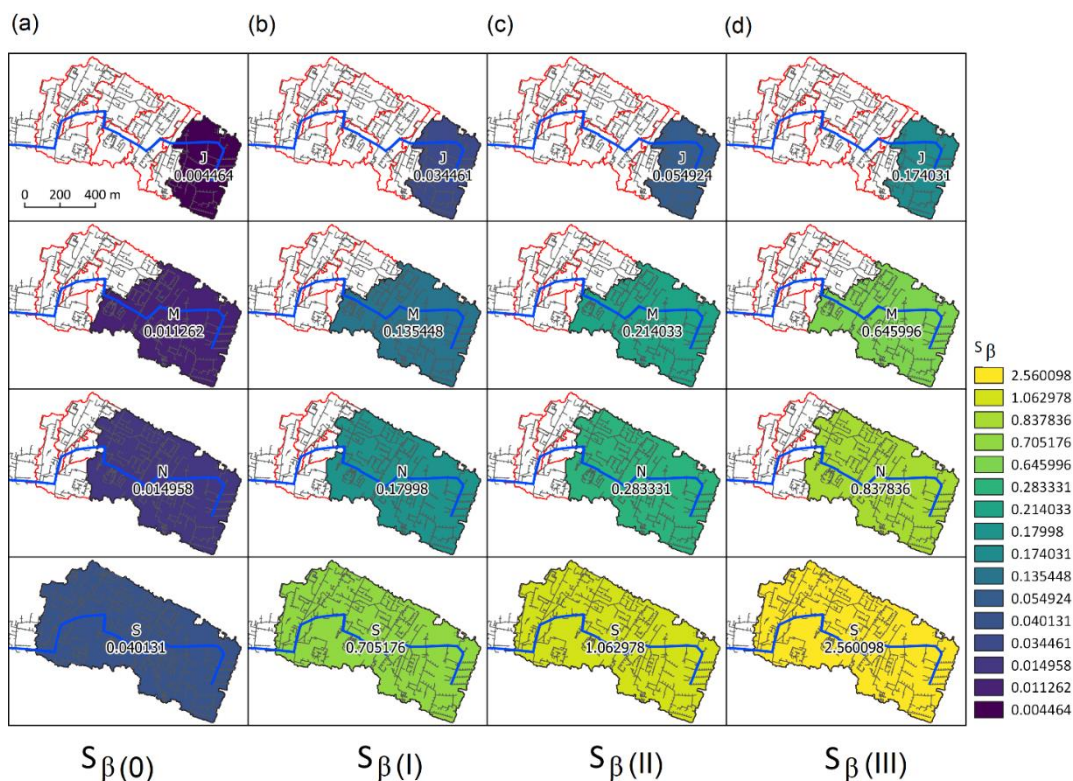 (a) (b) (c) (d)
J J J J
0.004464 0.034461 0.054924 0.174031
0 200 400 m
M M M M
0.011262 0.135448 0.214033 0.645996
N N N N
0.014958 0.17998 0.283331 0.837836
S S S S
0.040131 0.705176 1.062978 2.560098
Sβ
2.560098
1.062978
0.837836
0.705176
0.645996
0.283331
0.214033
0.17998
0.174031
0.135448
0.054924
0.040131
0.034461
0.014958
0.011262
0.004464
Sβ(0) Sβ(I) Sβ(II) Sβ(III)